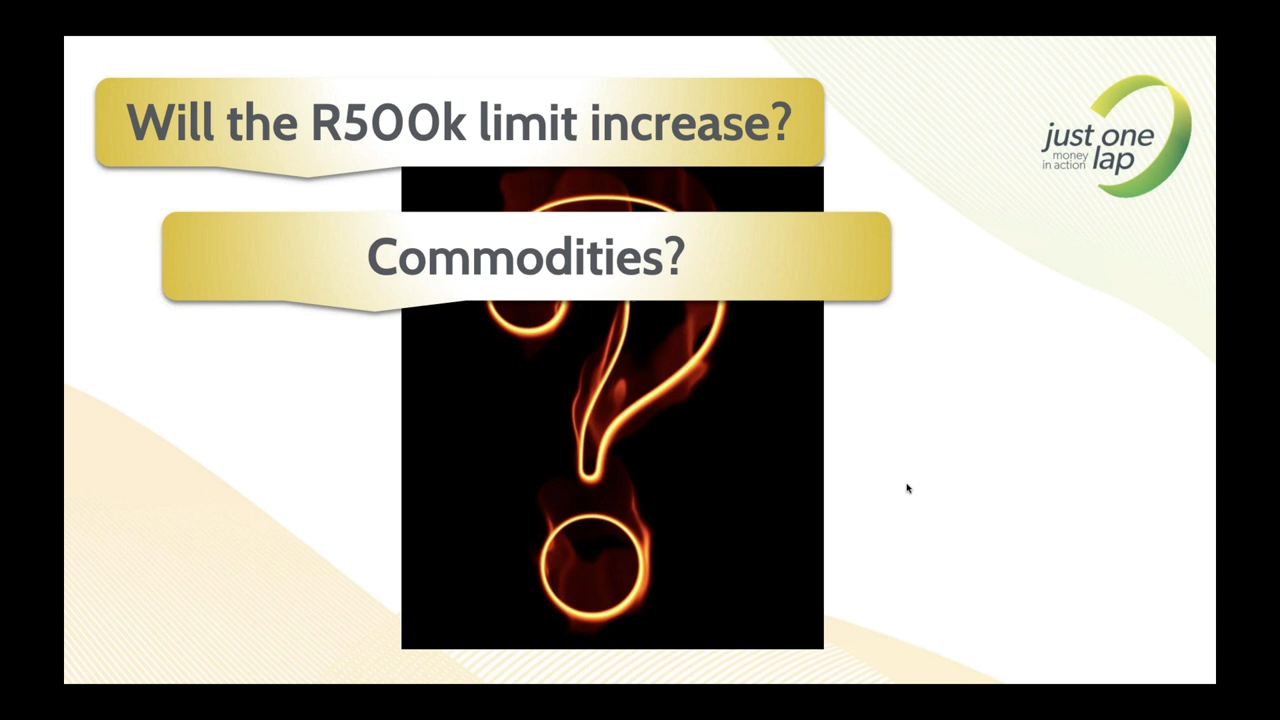 Will the R500k limit increase?
Commodities?
just one
money
in action
lap